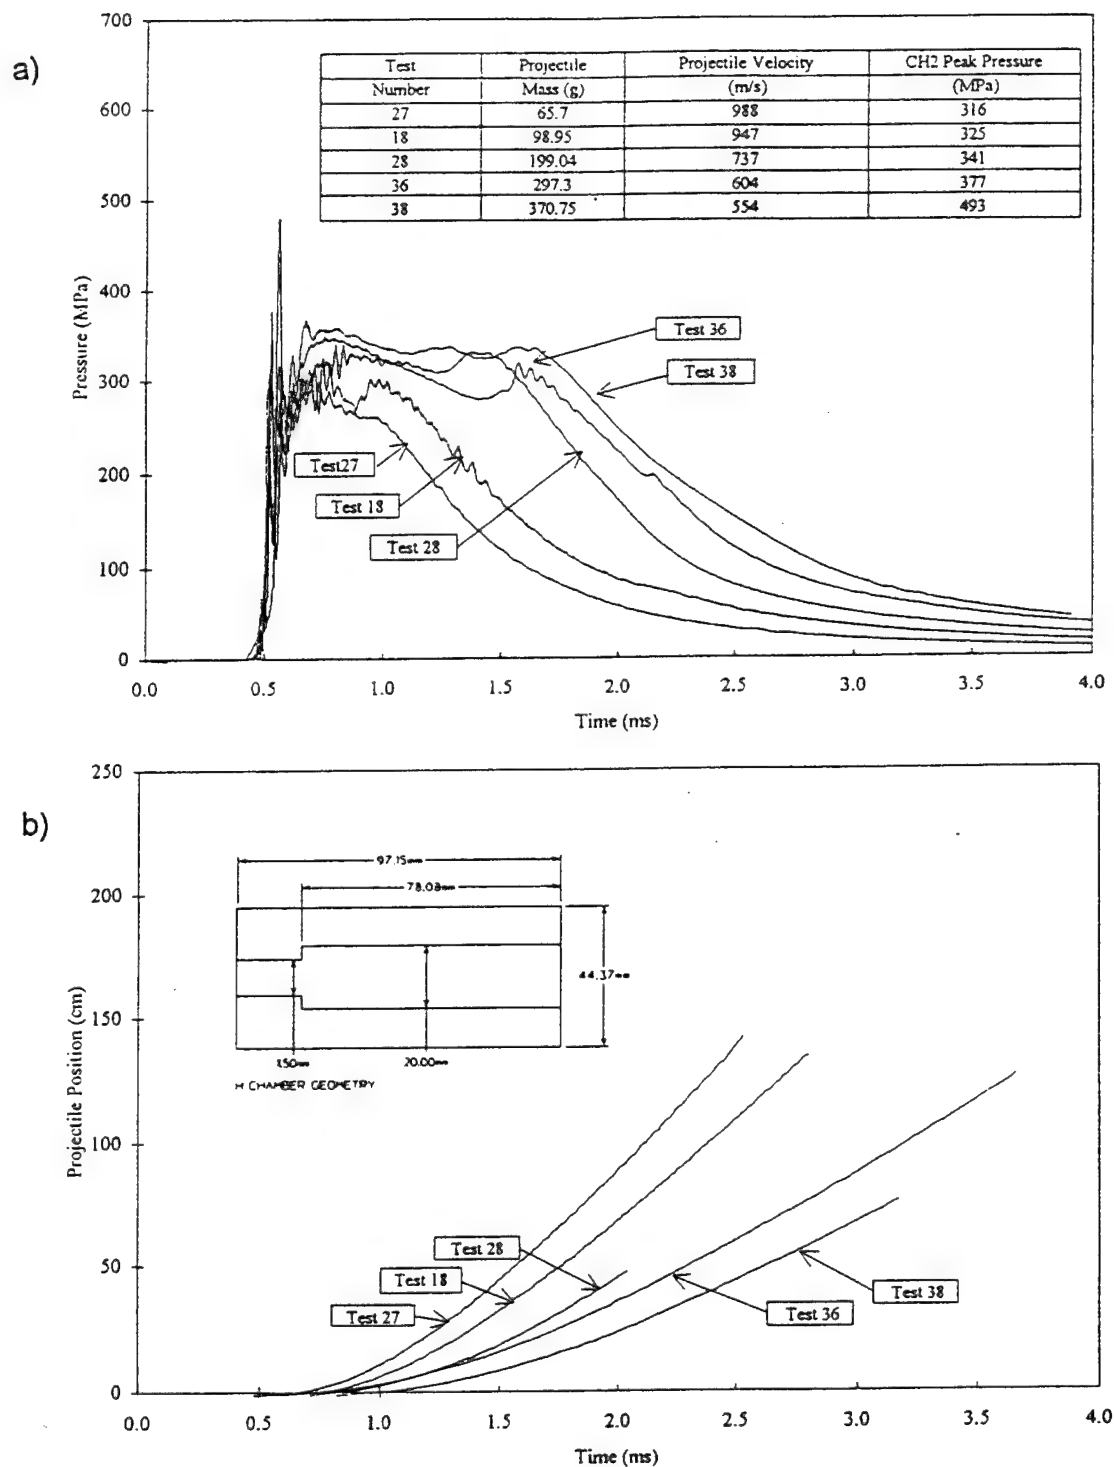 a)
700
600
500
400
300
200
100
0
Pressure (MPa)
Test Number Projectile Mass (g) Projectile Velocity (m/s) CH2 Peak Pressure (MPa)
27 65.7 988 316
18 98.95 947 325
28 199.04 737 341
36 297.3 604 377
38 370.75 554 493
Test 36
Test 38
Test27
Test 18
Test 28
0.0 0.5 1.0 1.5 2.0 2.5 3.0 3.5 4.0
Time (ms)
b)
250
200
150
100
50
0
Projectile Position (cm)
97.15mm
78.08mm
44.37mm
20.00mm
H CHAMBER GEOMETRY
Test 28
Test 18
Test 27
Test 38
Test 36
0.0 0.5 1.0 1.5 2.0 2.5 3.0 3.5 4.0
Time (ms)